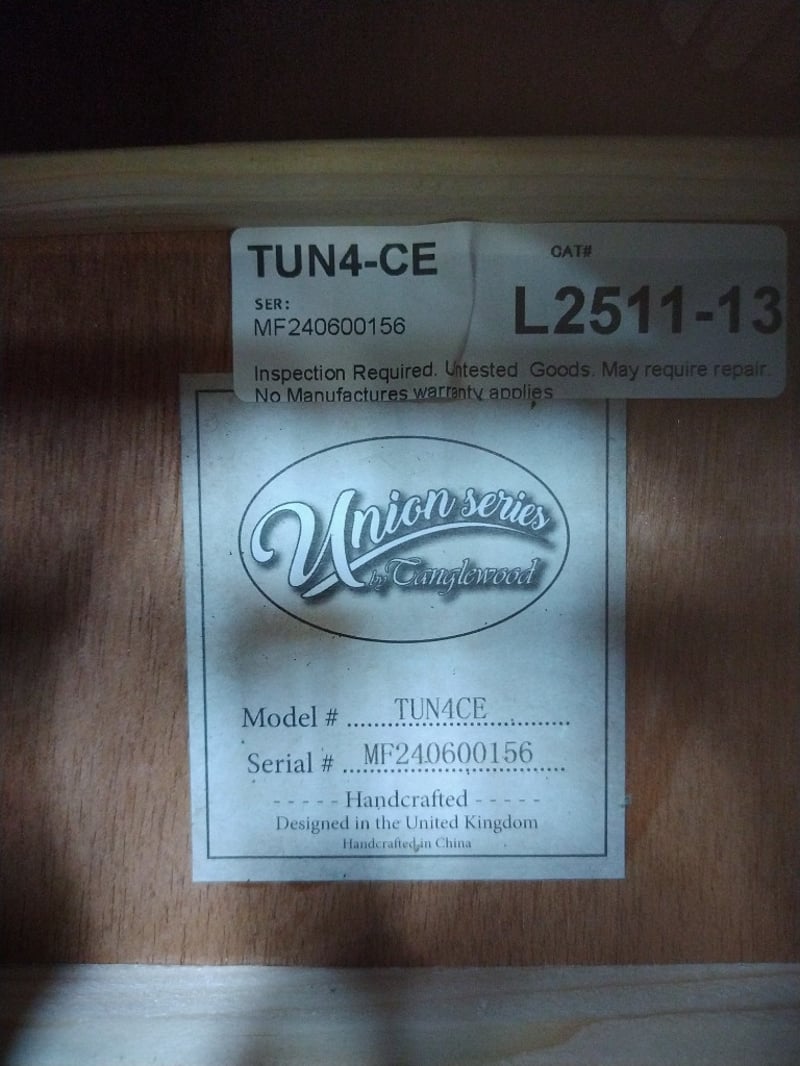 TUN4-CE
CAT#
SER:
MF240600156
L2511-13
Inspection Required. Untested Goods. May require repair.
No Manufactures warranty applies
Union series
by Tanglewood
Model # TUN4CE
Serial # MF240600156
- - - - - Handcrafted - - - - -
Designed in the United Kingdom
Handcrafted in China